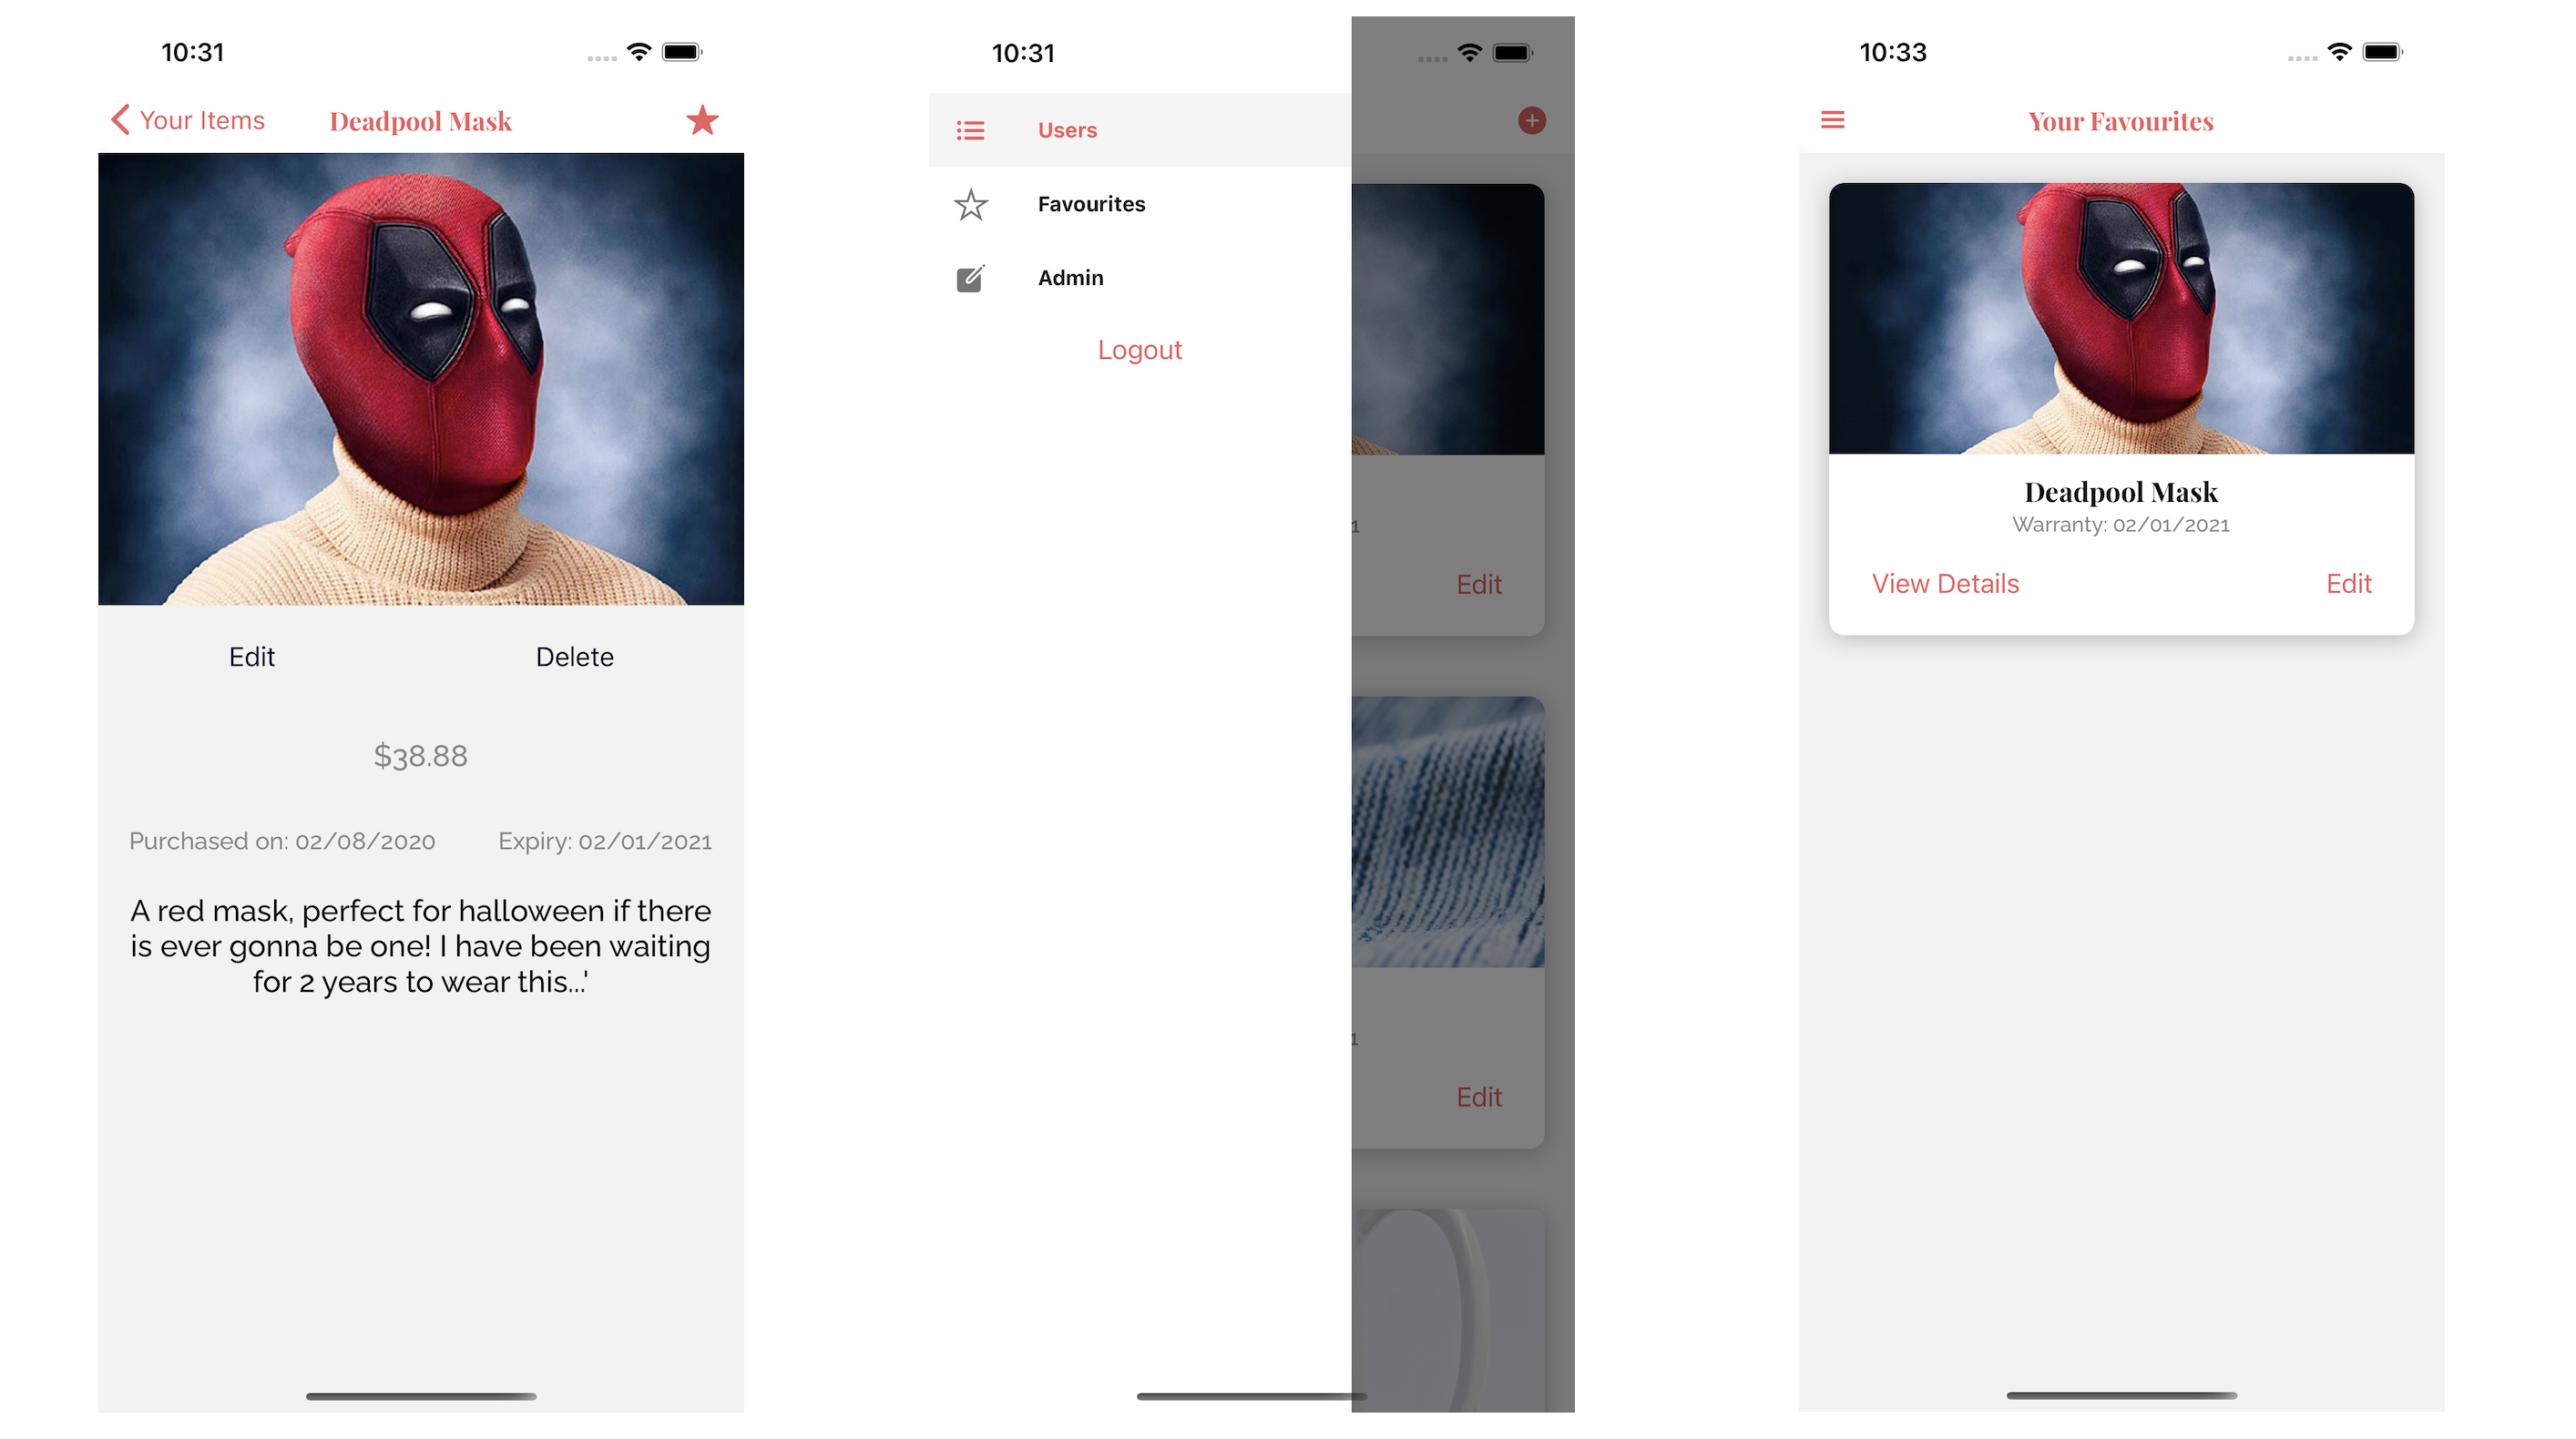 10:31
Your Items
Deadpool Mask
Edit
Delete
$38.88
Purchased on: 02/08/2020
Expiry: 02/01/2021
A red mask, perfect for halloween if there
is ever gonna be one! I have been waiting
for 2 years to wear this...'
10:31
Users
Favourites
Admin
Logout
1
Edit
1
Edit
10:33
Your Favourites
Deadpool Mask
Warranty: 02/01/2021
View Details
Edit